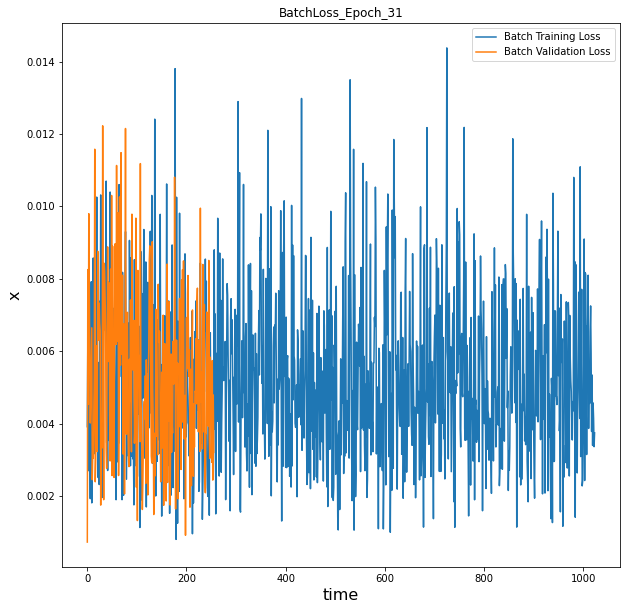 BatchLoss_Epoch_31
Batch Training Loss
Batch Validation Loss
0.014
0.012
0.010
0.008
0.006
0.004
0.002
x
0 200 400 600 800 1000
time